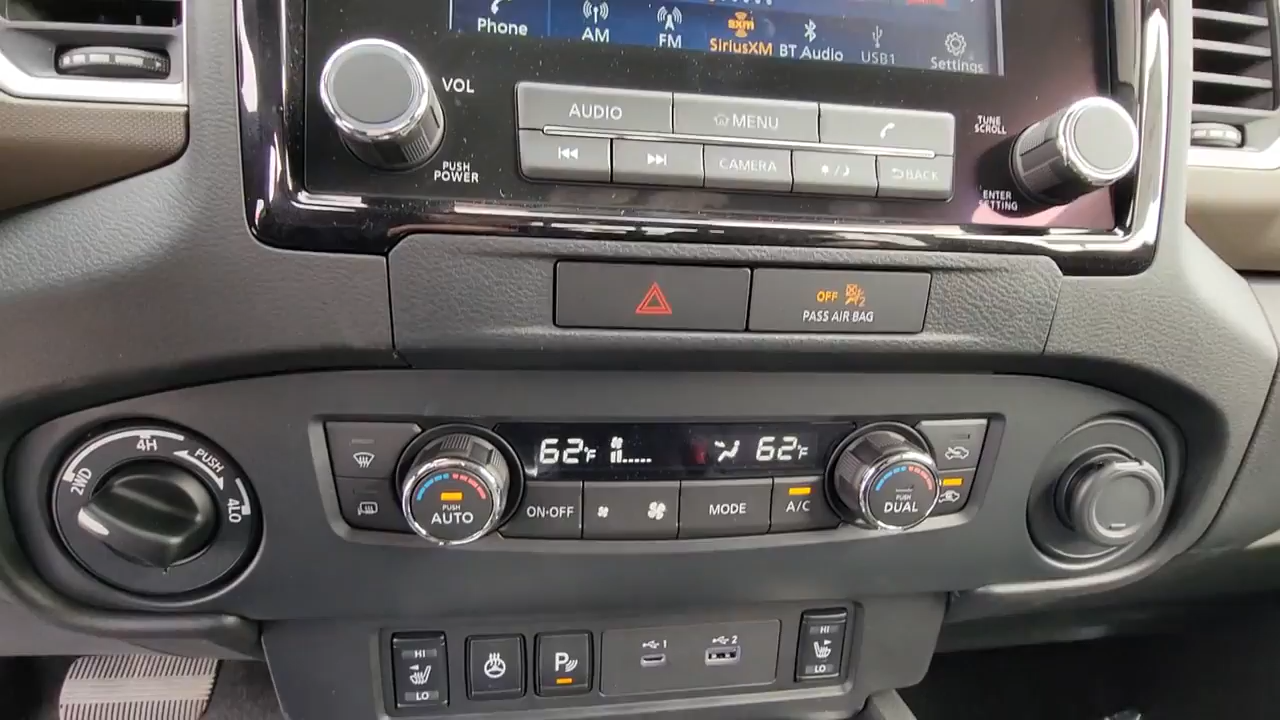 Phone
AM
FM
sxm
SiriusXM
BT Audio
USB1
Settings
VOL
PUSH
POWER
AUDIO
MENU
CAMERA
BACK
TUNE
SCROLL
ENTER
SETTING
OFF
2
PASS AIR BAG
2WD
4H
PUSH
4LO
62°F
62°F
PUSH
AUTO
ON·OFF
MODE
A/C
PUSH
DUAL
HI
LO
P
1
2
HI
LO